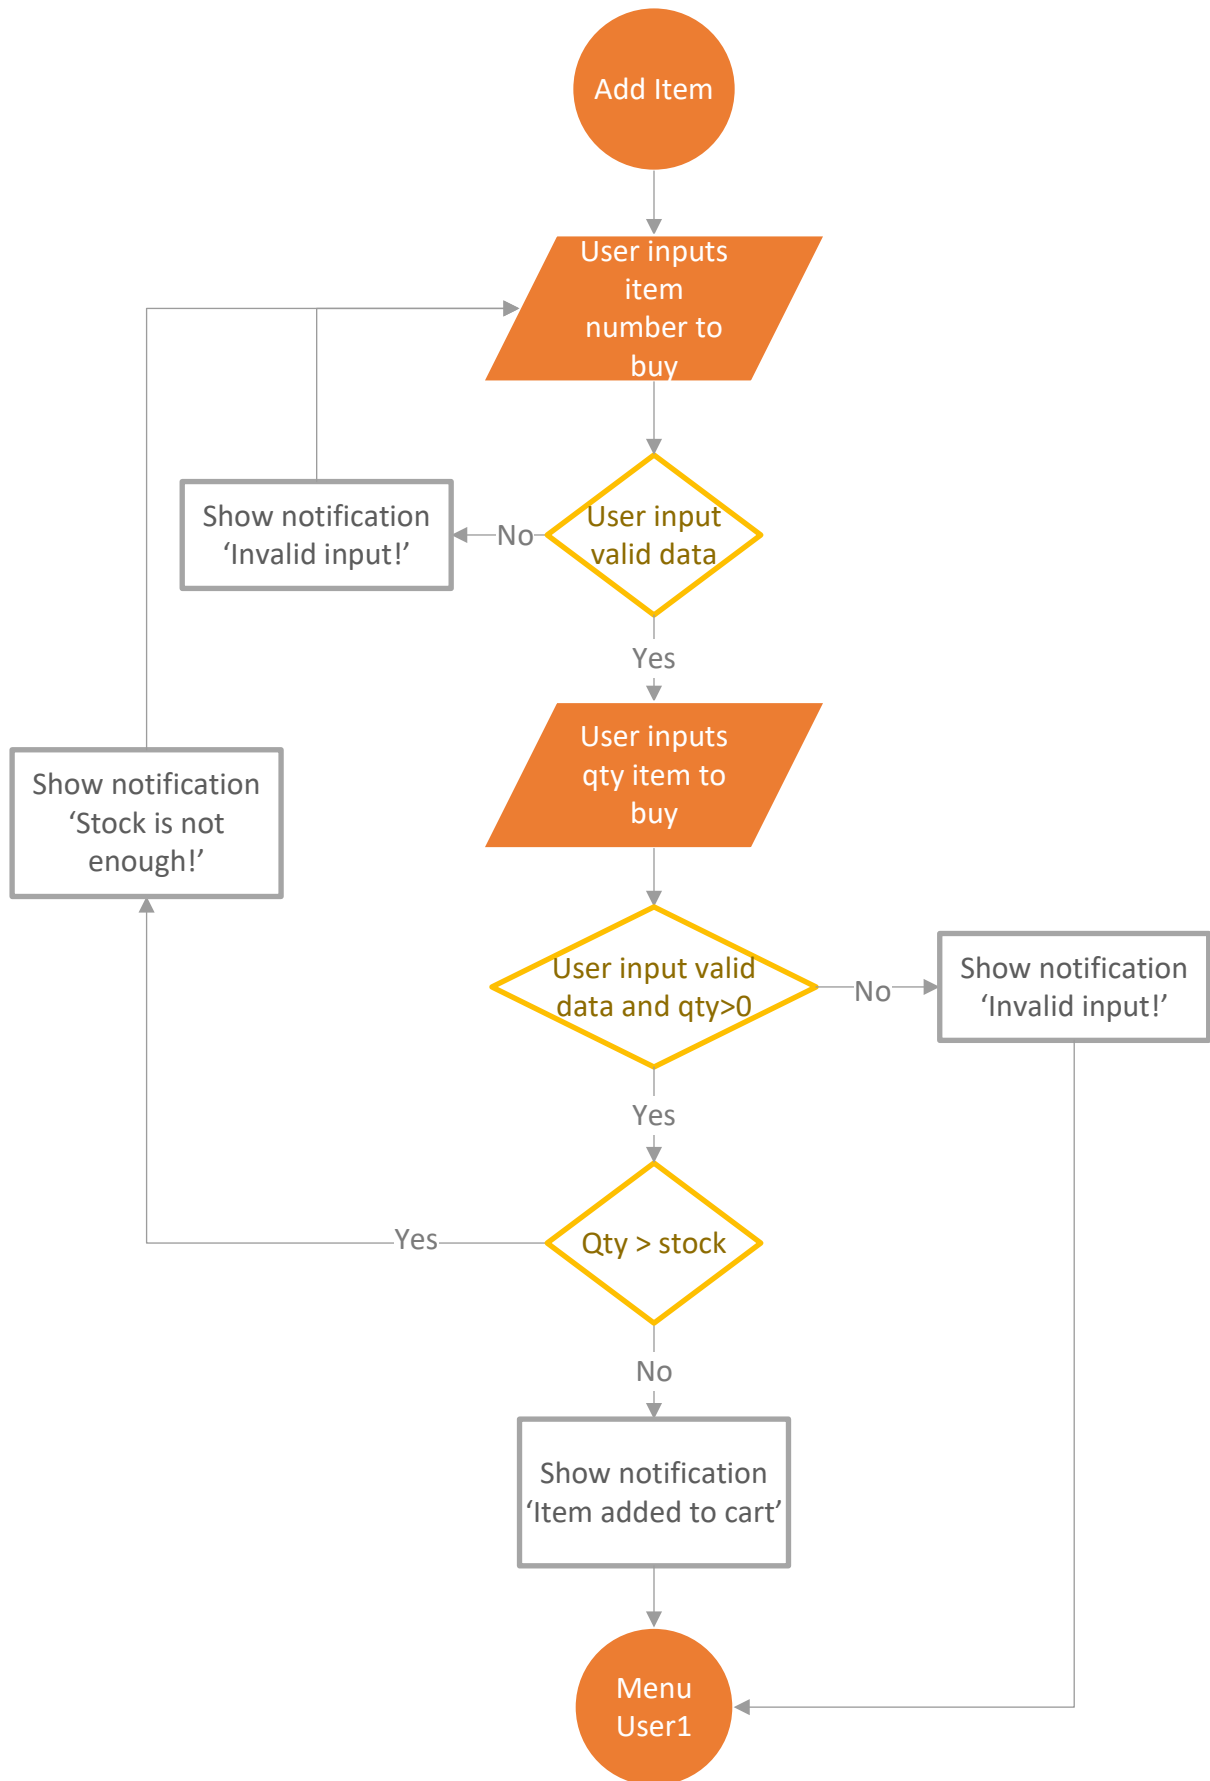 Add Item
User inputs
item
number to
buy
User input
valid data
No
Show notification
‘Invalid input!’
Yes
User inputs
qty item to
buy
Show notification
‘Stock is not
enough!’
User input valid
data and qty>0
No
Show notification
‘Invalid input!’
Yes
Qty > stock
Yes
No
Show notification
‘Item added to cart’
Menu
User1